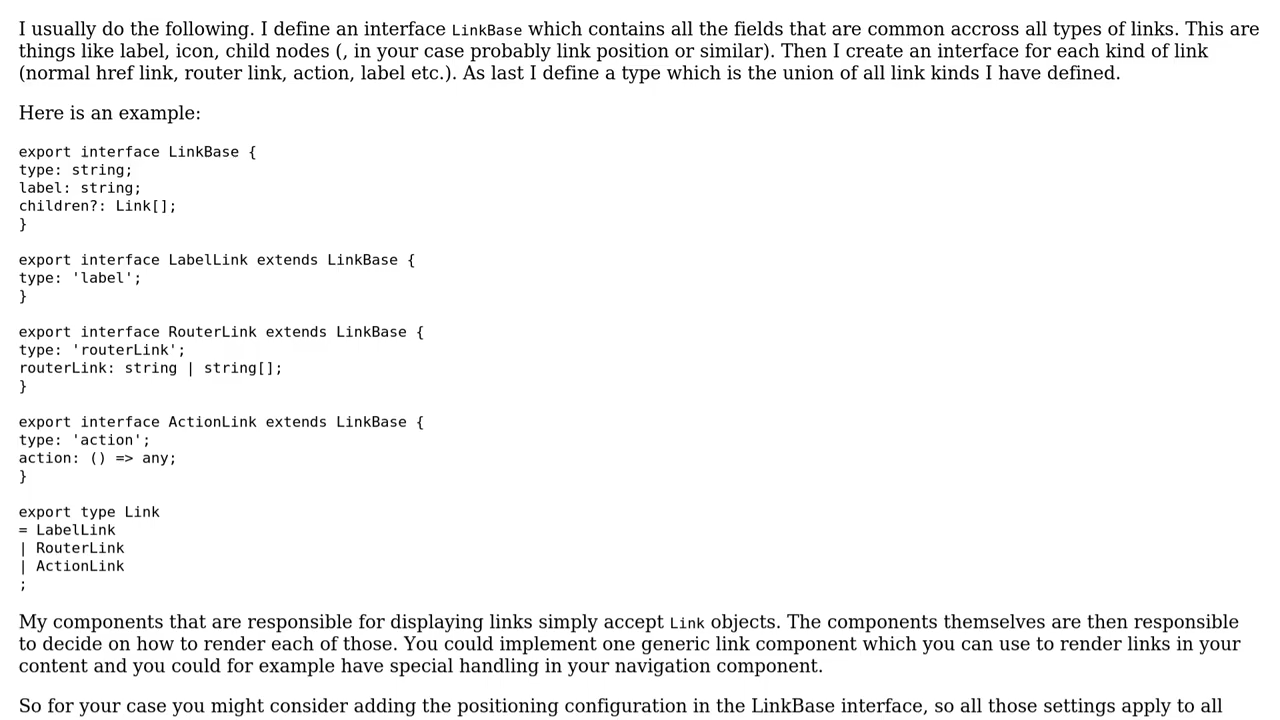 I usually do the following. I define an interface LinkBase which contains all the fields that are common accross all types of links. This are
things like label, icon, child nodes (, in your case probably link position or similar). Then I create an interface for each kind of link
(normal href link, router link, action, label etc.). As last I define a type which is the union of all link kinds I have defined.
Here is an example:
export interface LinkBase {
type: string;
label: string;
children?: Link[];
}
export interface LabelLink extends LinkBase {
type: 'label';
}
export interface RouterLink extends LinkBase {
type: 'routerLink';
routerLink: string | string[];
}
export interface ActionLink extends LinkBase {
type: 'action';
action: () => any;
}
export type Link
= LabelLink
| RouterLink
| ActionLink
;
My components that are responsible for displaying links simply accept Link objects. The components themselves are then responsible
to decide on how to render each of those. You could implement one generic link component which you can use to render links in your
content and you could for example have special handling in your navigation component.
So for your case you might consider adding the positioning configuration in the LinkBase interface, so all those settings apply to all